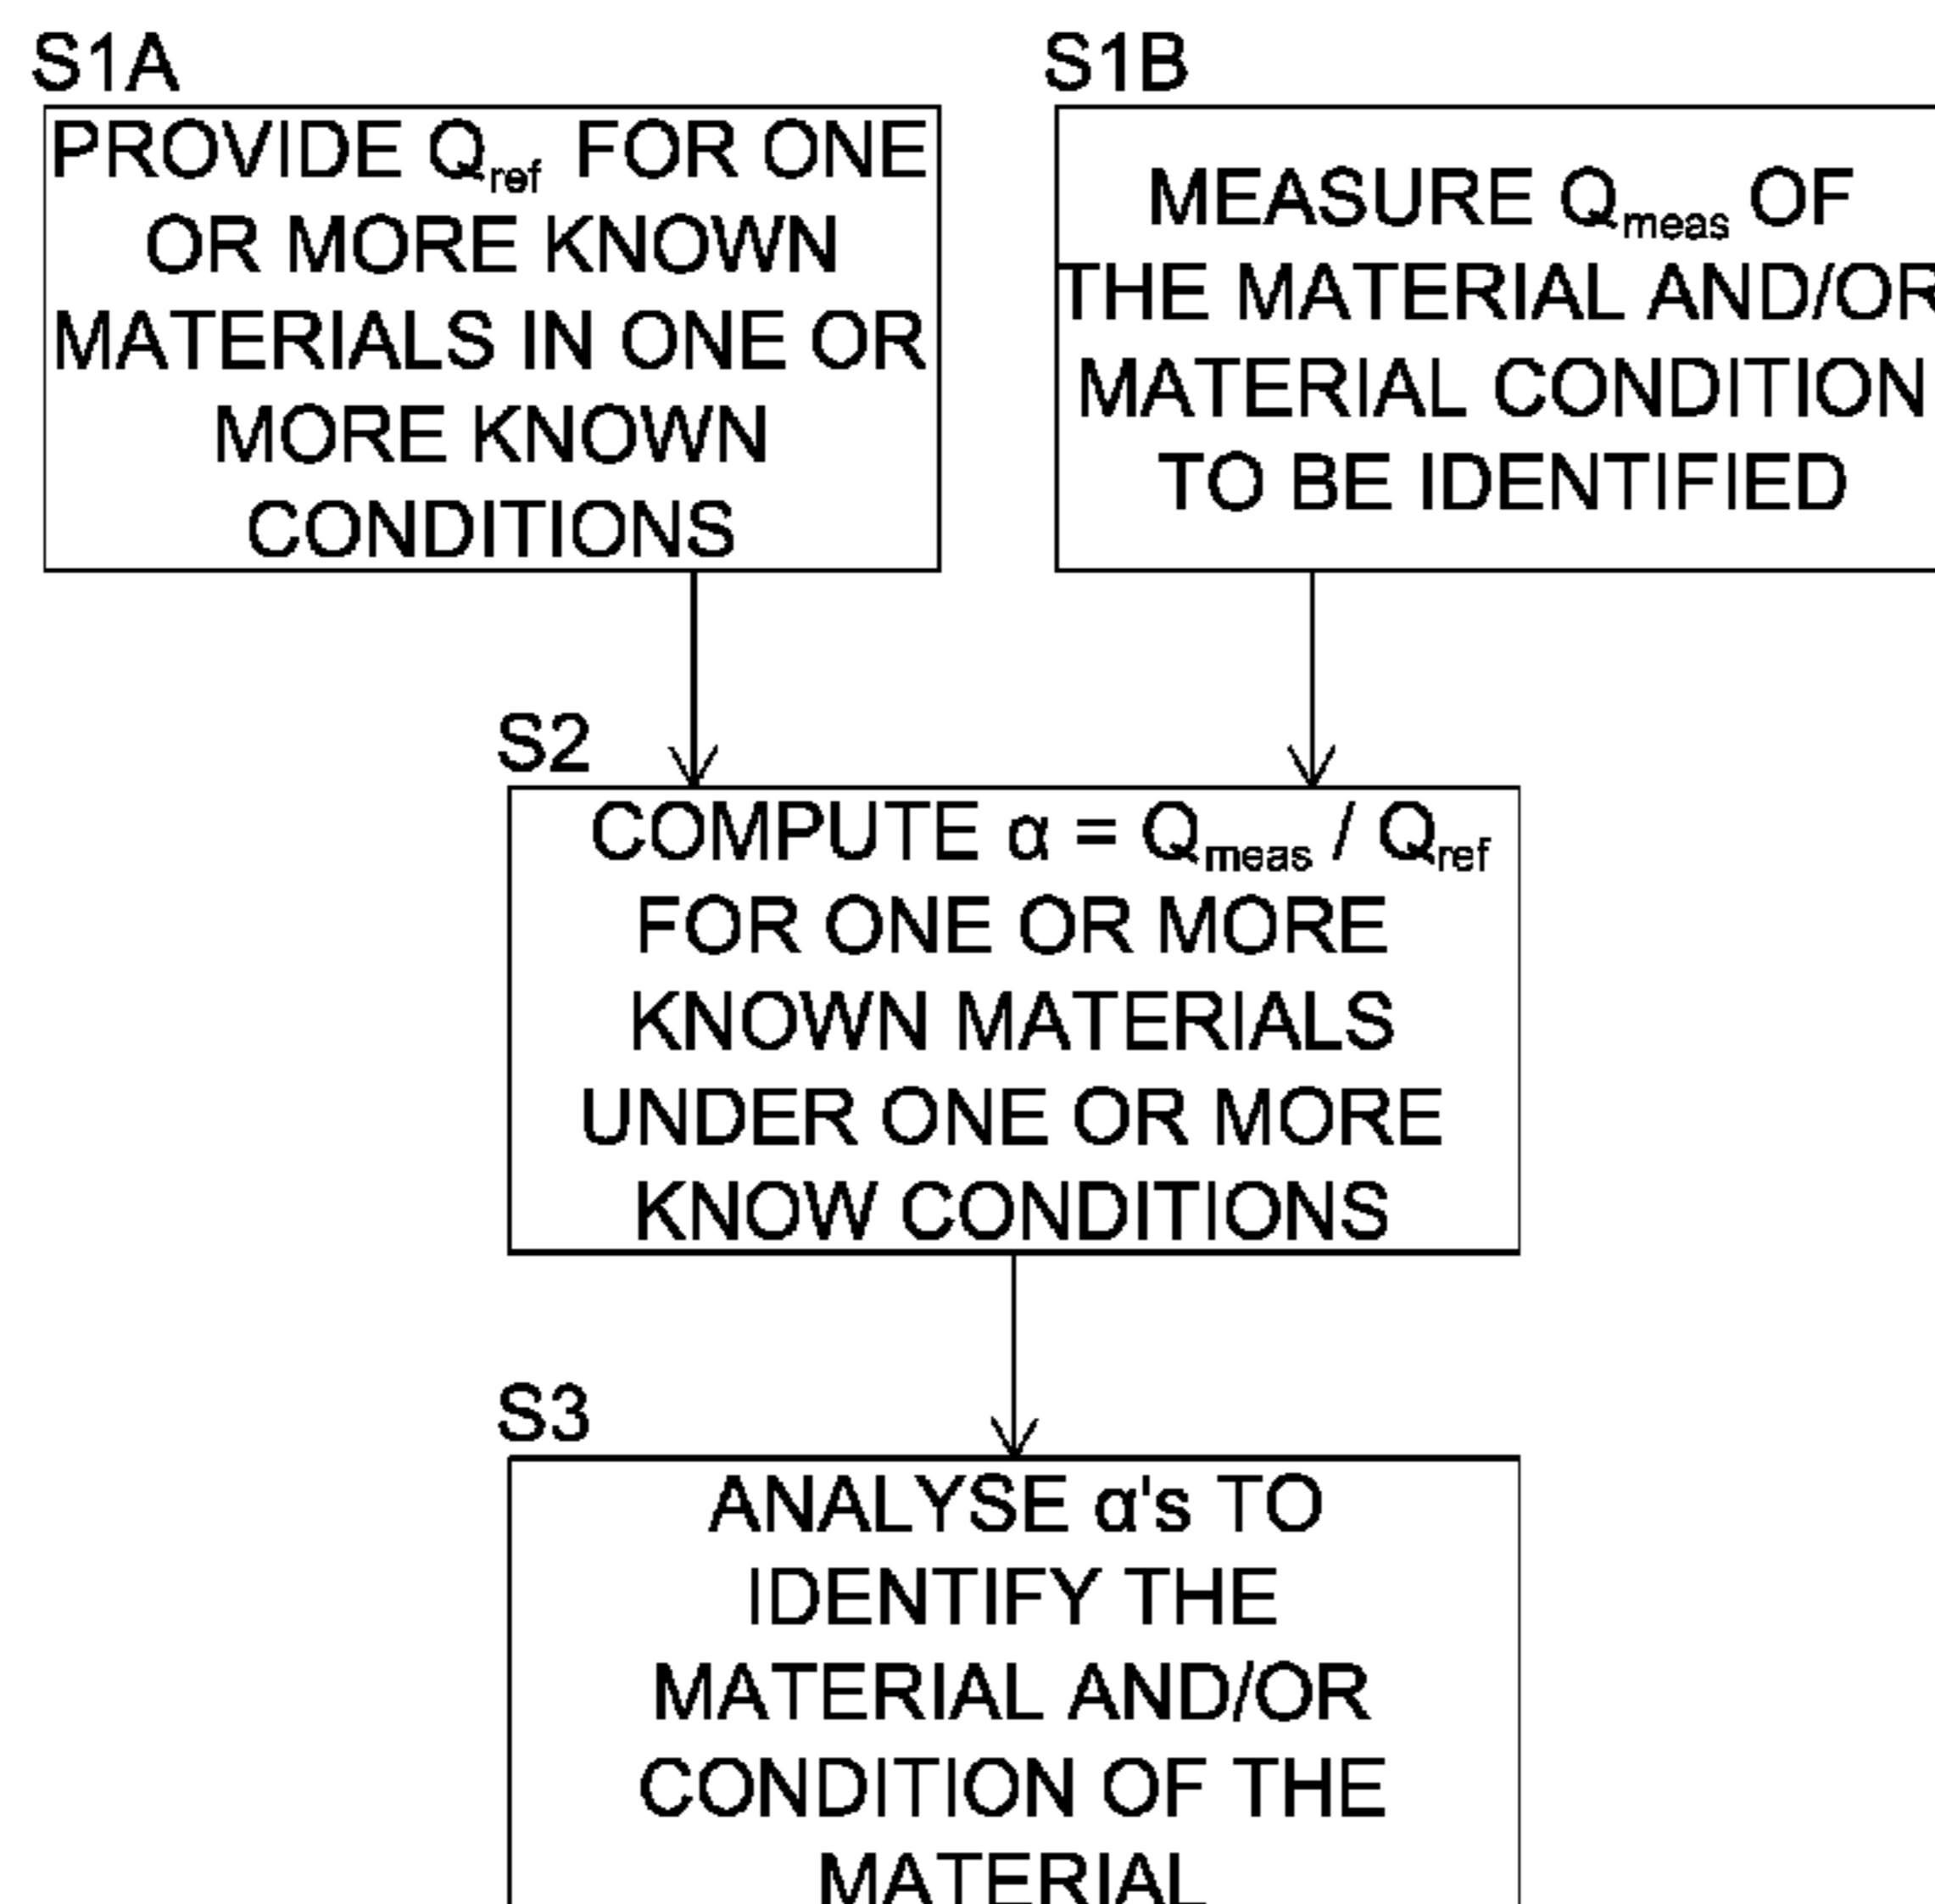 S1A
PROVIDE Qref FOR ONE
OR MORE KNOWN
MATERIALS IN ONE OR
MORE KNOWN
CONDITIONS
S1B
MEASURE Qmeas OF
THE MATERIAL AND/OR
MATERIAL CONDITION
TO BE IDENTIFIED
S2
COMPUTE α = Qmeas / Qref
FOR ONE OR MORE
KNOWN MATERIALS
UNDER ONE OR MORE
KNOW CONDITIONS
S3
ANALYSE α's TO
IDENTIFY THE
MATERIAL AND/OR
CONDITION OF THE
MATERIAL